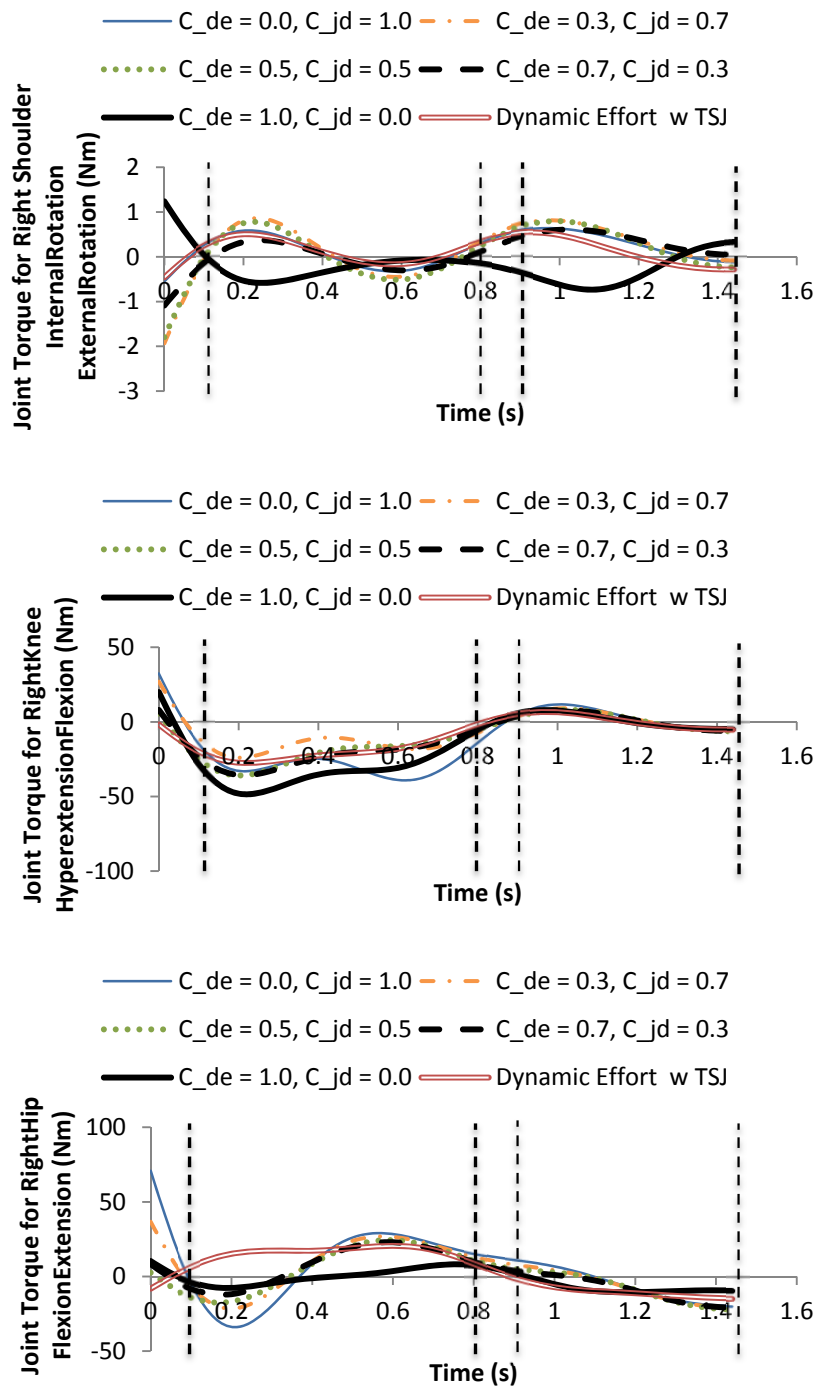 C_de = 0.0, C_jd = 1.0
C_de = 0.3, C_jd = 0.7
C_de = 0.5, C_jd = 0.5
C_de = 0.7, C_jd = 0.3
C_de = 1.0, C_jd = 0.0
Dynamic Effort w TSJ
Joint Torque for Right Shoulder
InternalRotation
ExternalRotation (Nm)
2
1
0
-1
-2
-3
0 0.2 0.4 0.6 0.8 1 1.2 1.4 1.6
Time (s)
C_de = 0.0, C_jd = 1.0
C_de = 0.3, C_jd = 0.7
C_de = 0.5, C_jd = 0.5
C_de = 0.7, C_jd = 0.3
C_de = 1.0, C_jd = 0.0
Dynamic Effort w TSJ
Joint Torque for RightKnee
HyperextensionFlexion (Nm)
50
0
-50
-100
0 0.2 0.4 0.6 0.8 1 1.2 1.4 1.6
Time (s)
C_de = 0.0, C_jd = 1.0
C_de = 0.3, C_jd = 0.7
C_de = 0.5, C_jd = 0.5
C_de = 0.7, C_jd = 0.3
C_de = 1.0, C_jd = 0.0
Dynamic Effort w TSJ
Joint Torque for RightHip
FlexionExtension (Nm)
100
50
0
-50
0 0.2 0.4 0.6 0.8 1 1.2 1.4 1.6
Time (s)